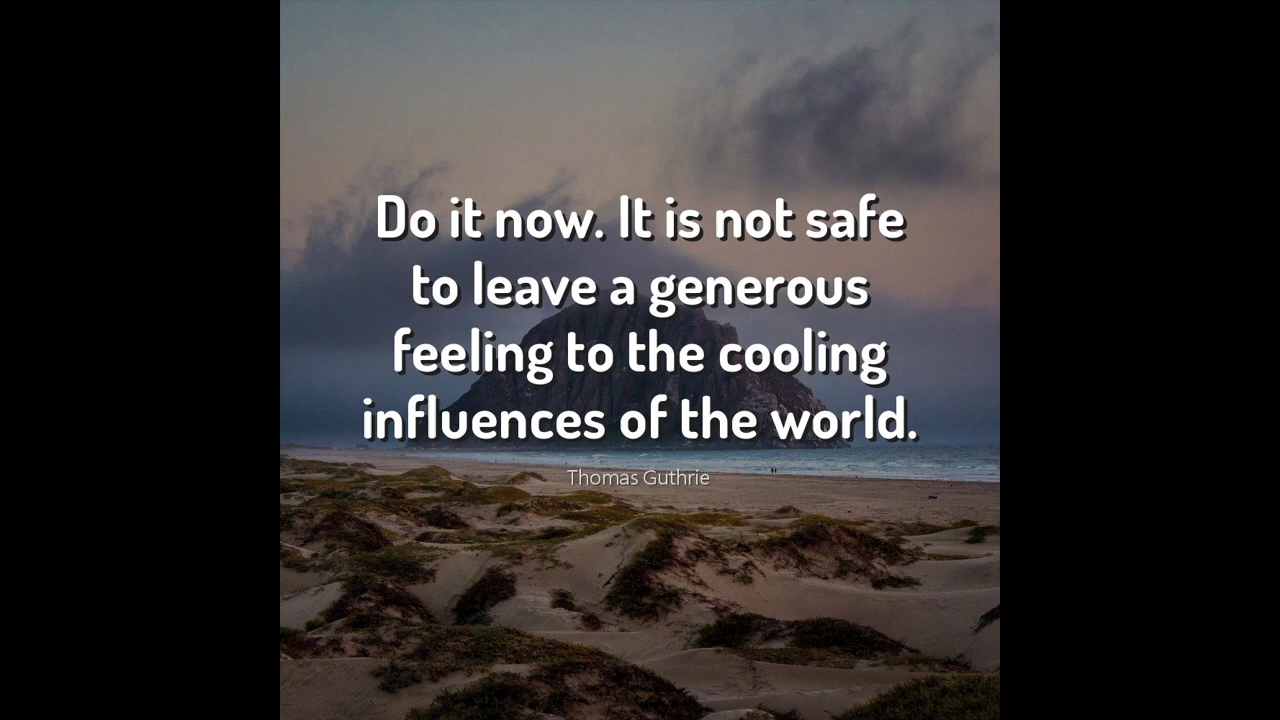 Do it now. It is not safe
to leave a generous
feeling to the cooling
influences of the world.
Thomas Guthrie